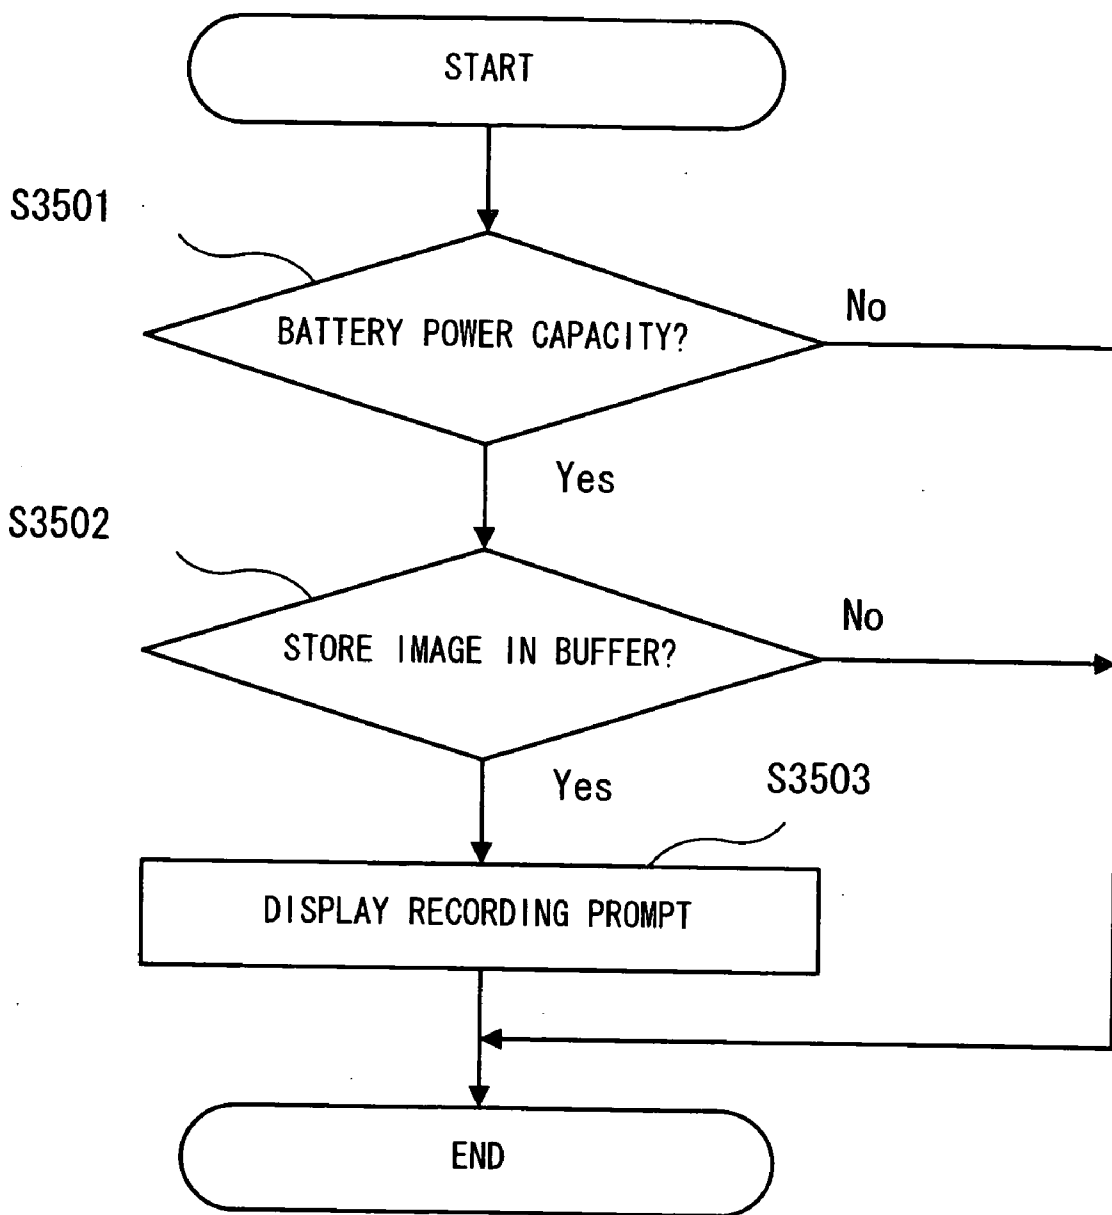 START
S3501
BATTERY POWER CAPACITY?
No
Yes
S3502
STORE IMAGE IN BUFFER?
No
Yes
S3503
DISPLAY RECORDING PROMPT
END